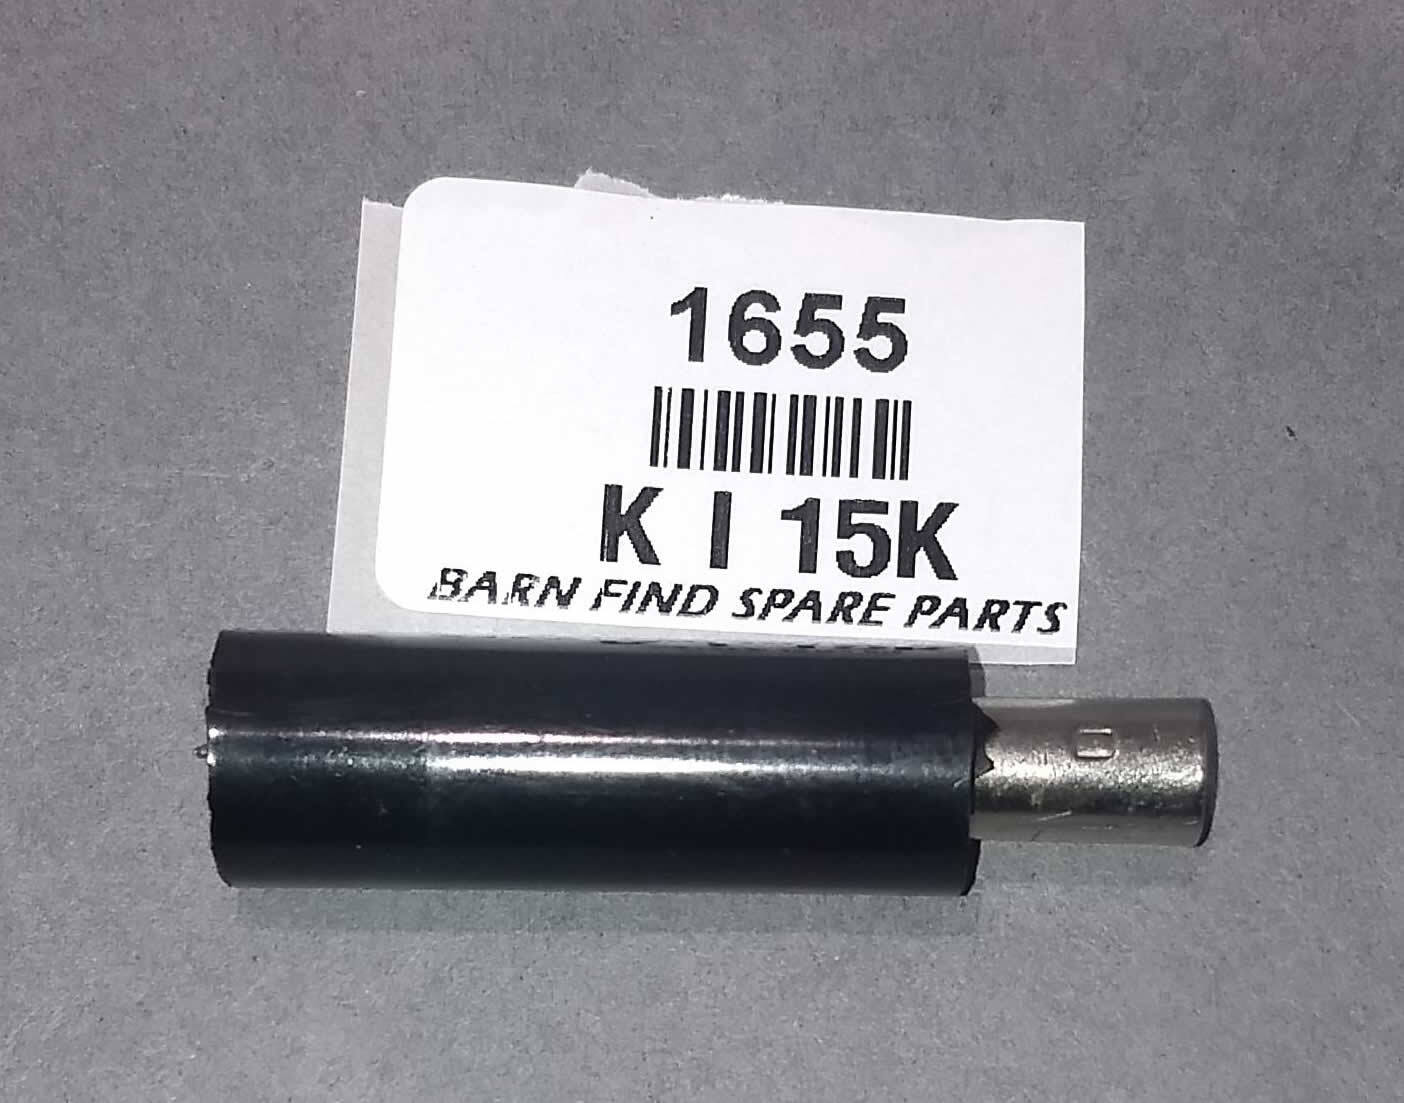 1655
K I 15K
BARN FIND SPARE PARTS